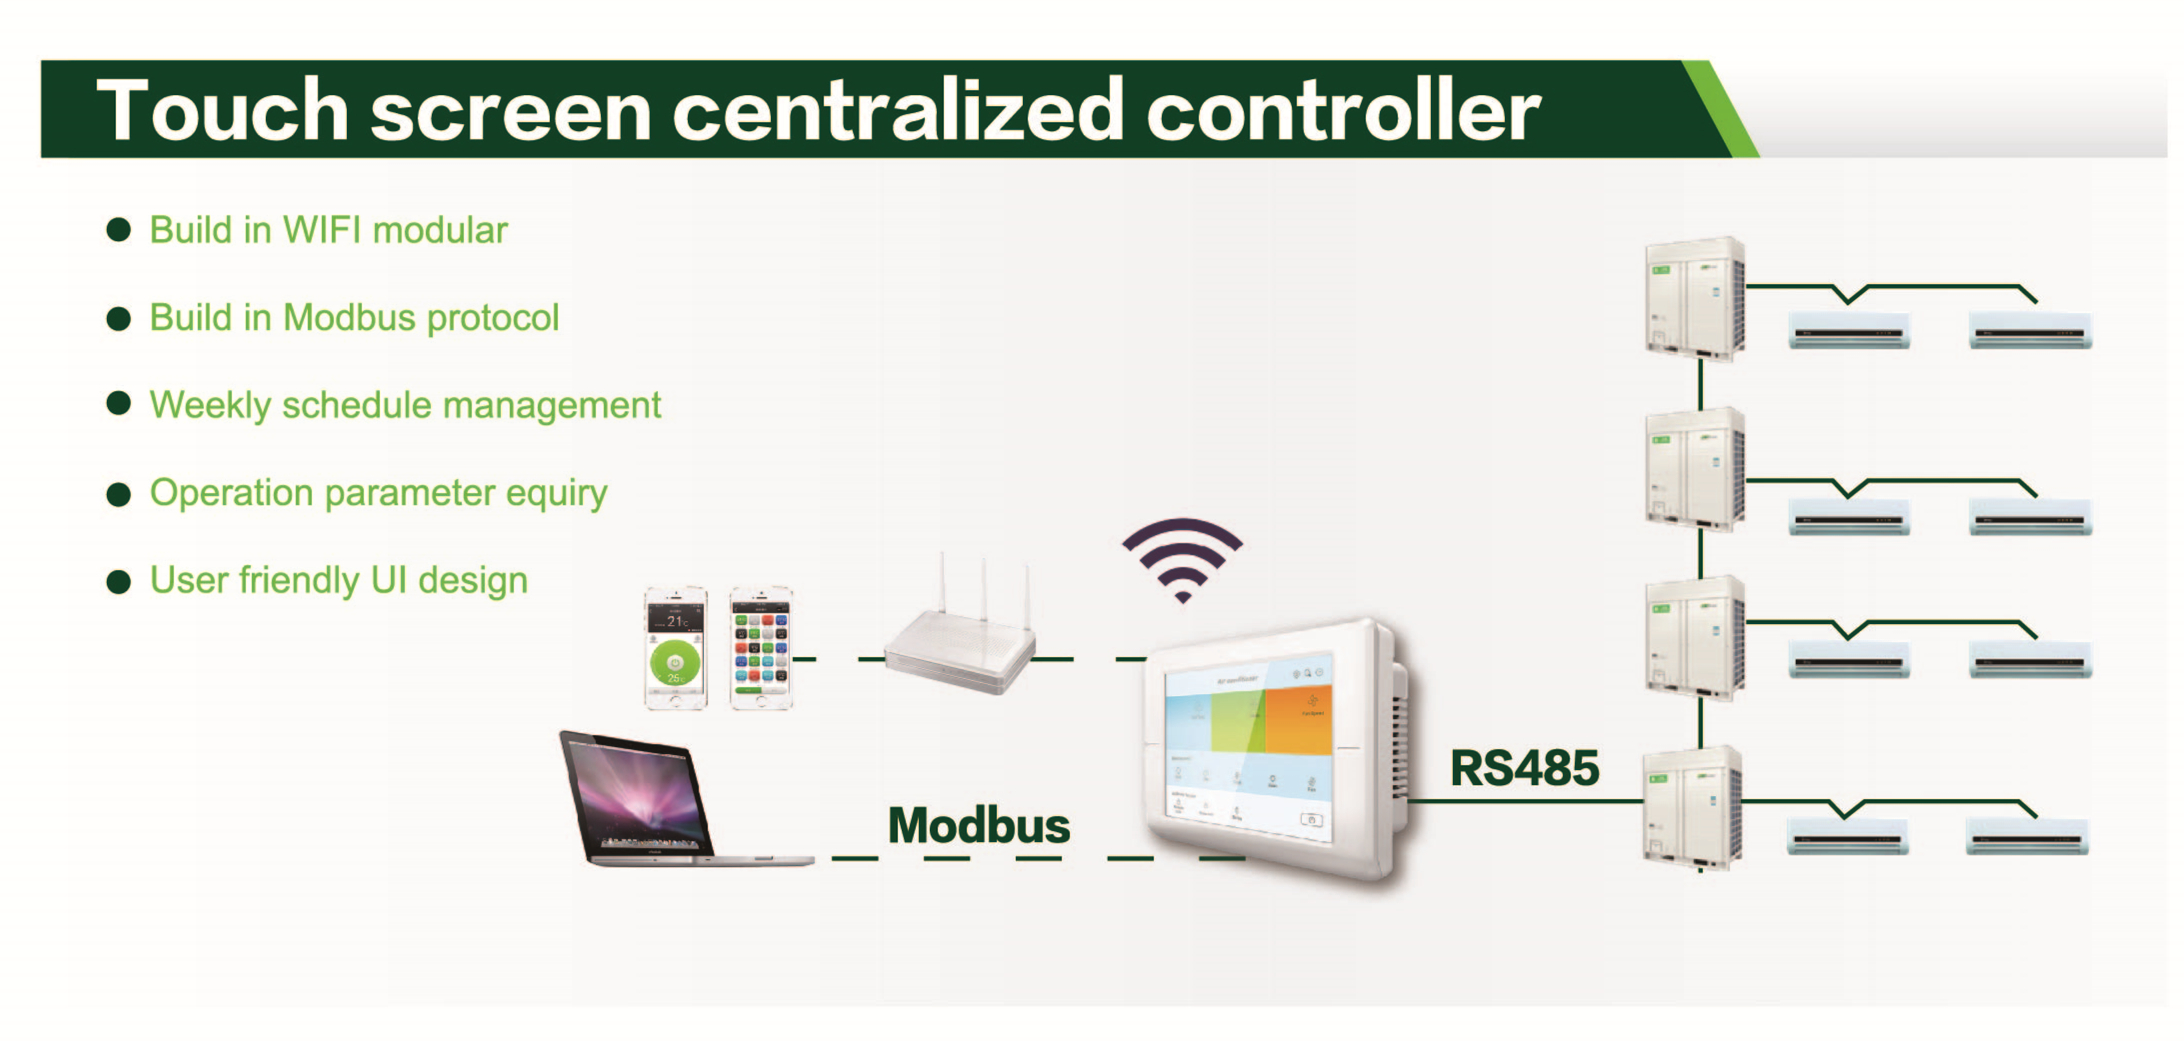 Touch screen centralized controller
Build in WIFI modular
Build in Modbus protocol
Weekly schedule management
Operation parameter equiry
User friendly UI design
21
25
Modbus
RS485